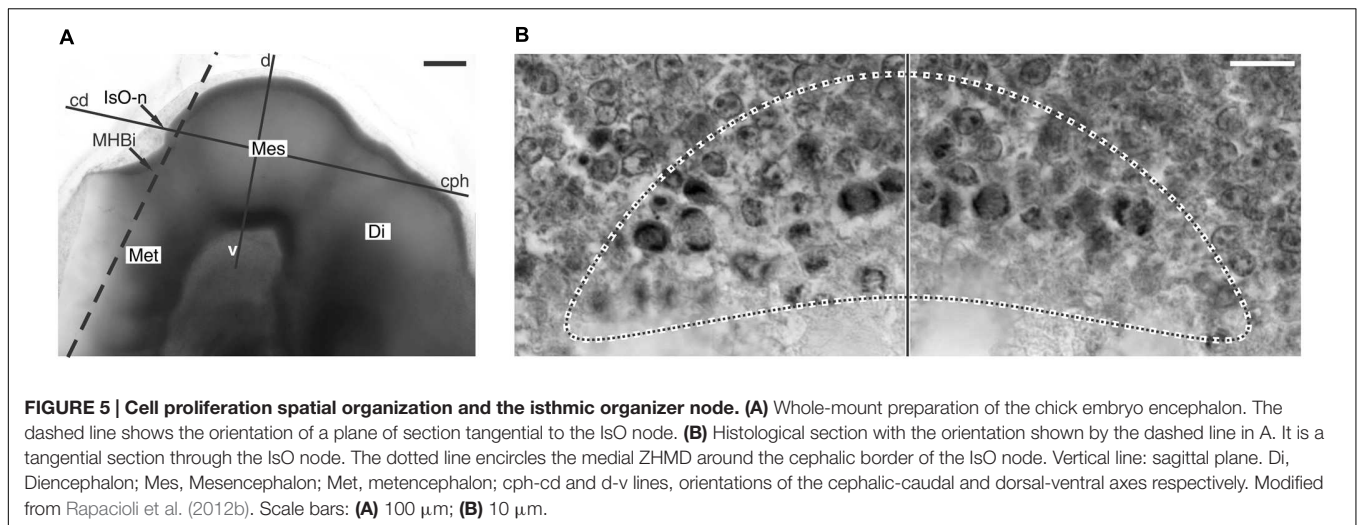 A
B
d
cd
IsO-n
MHBi
Mes
cph
Di
Met
v
FIGURE 5 | Cell proliferation spatial organization and the isthmic organizer node. (A) Whole-mount preparation of the chick embryo encephalon. The
dashed line shows the orientation of a plane of section tangential to the IsO node. (B) Histological section with the orientation shown by the dashed line in A. It is a
tangential section through the IsO node. The dotted line encircles the medial ZHMD around the cephalic border of the IsO node. Vertical line: sagittal plane. Di,
Diencephalon; Mes, Mesencephalon; Met, metencephalon; cph-cd and d-v lines, orientations of the cephalic-caudal and dorsal-ventral axes respectively. Modified
from Rapacioli et al. (2012b). Scale bars: (A) 100 μm; (B) 10 μm.